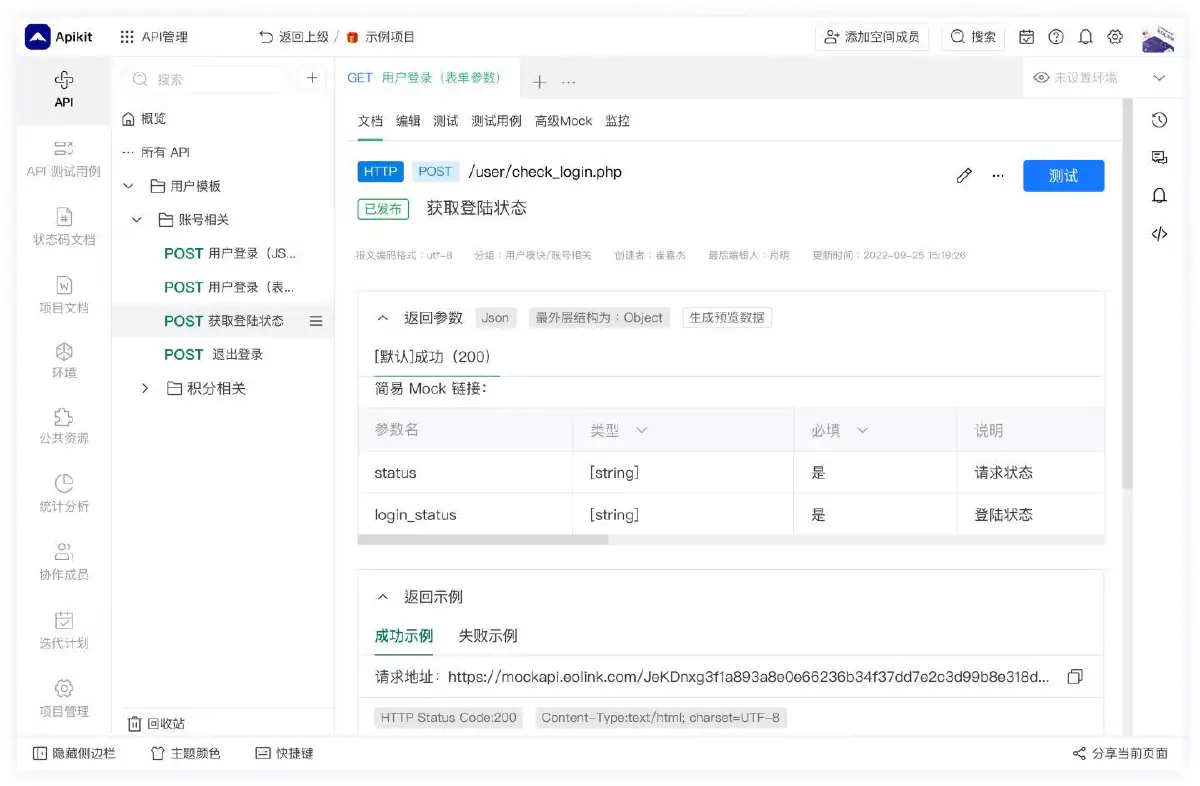 Apikit API管理 返回上级 / 示例项目 添加空间成员 搜索
API
API 测试用例
状态码文档
项目文档
环境
公共资源
统计分析
协作成员
迭代计划
项目管理
搜索
概览
所有 API
用户模板
账号相关
POST 用户登录（JS...
POST 用户登录（表...
POST 获取登陆状态
POST 退出登录
积分相关
回收站
GET 用户登录（表单参数） 未设置环境
文档 编辑 测试 测试用例 高级Mock 监控
HTTP POST /user/check_login.php 测试
已发布 获取登陆状态
报文编码格式：utf-8 分组：用户模块/账号相关 创建者：崔嘉杰 最后编辑人：肖明 更新时间：2022-09-25 15:19:26
返回参数 Json 最外层结构为：Object 生成预览数据
[默认]成功（200）
简易 Mock 链接：
参数名 类型 必填 说明
status [string] 是 请求状态
login_status [string] 是 登陆状态
返回示例
成功示例 失败示例
请求地址： https://mockapi.eolink.com/JeKDnxg3f1a893a8e0e66236b34f37dd7e2c3d99b8e318d...
HTTP Status Code:200 Content-Type:text/html; charset=UTF-8
隐藏侧边栏 主题颜色 快捷键 分享当前页面